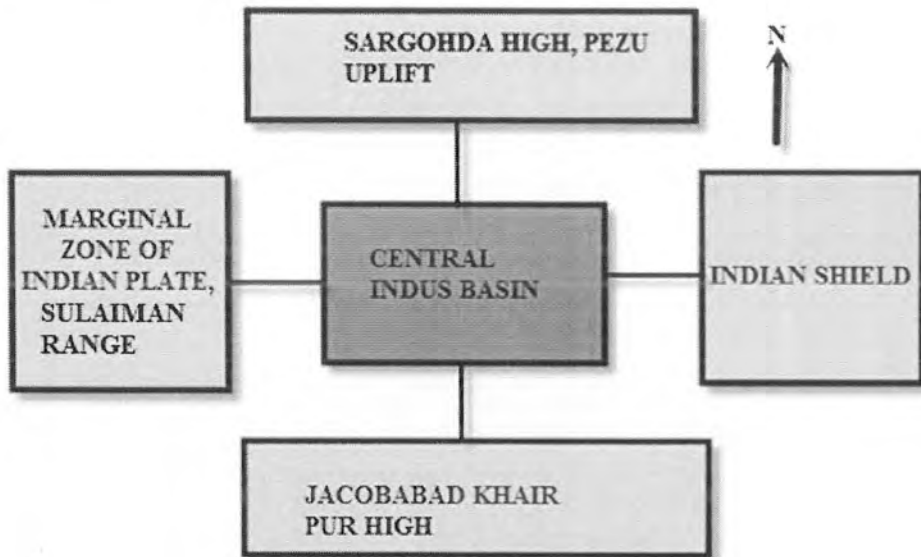 SARGOHDA HIGH, PEZU
UPLIFT
N
MARGINAL
ZONE OF
INDIAN PLATE,
SULAIMAN
RANGE
CENTRAL
INDUS BASIN
INDIAN SHIELD
JACOBABAD KHAIR
PUR HIGH